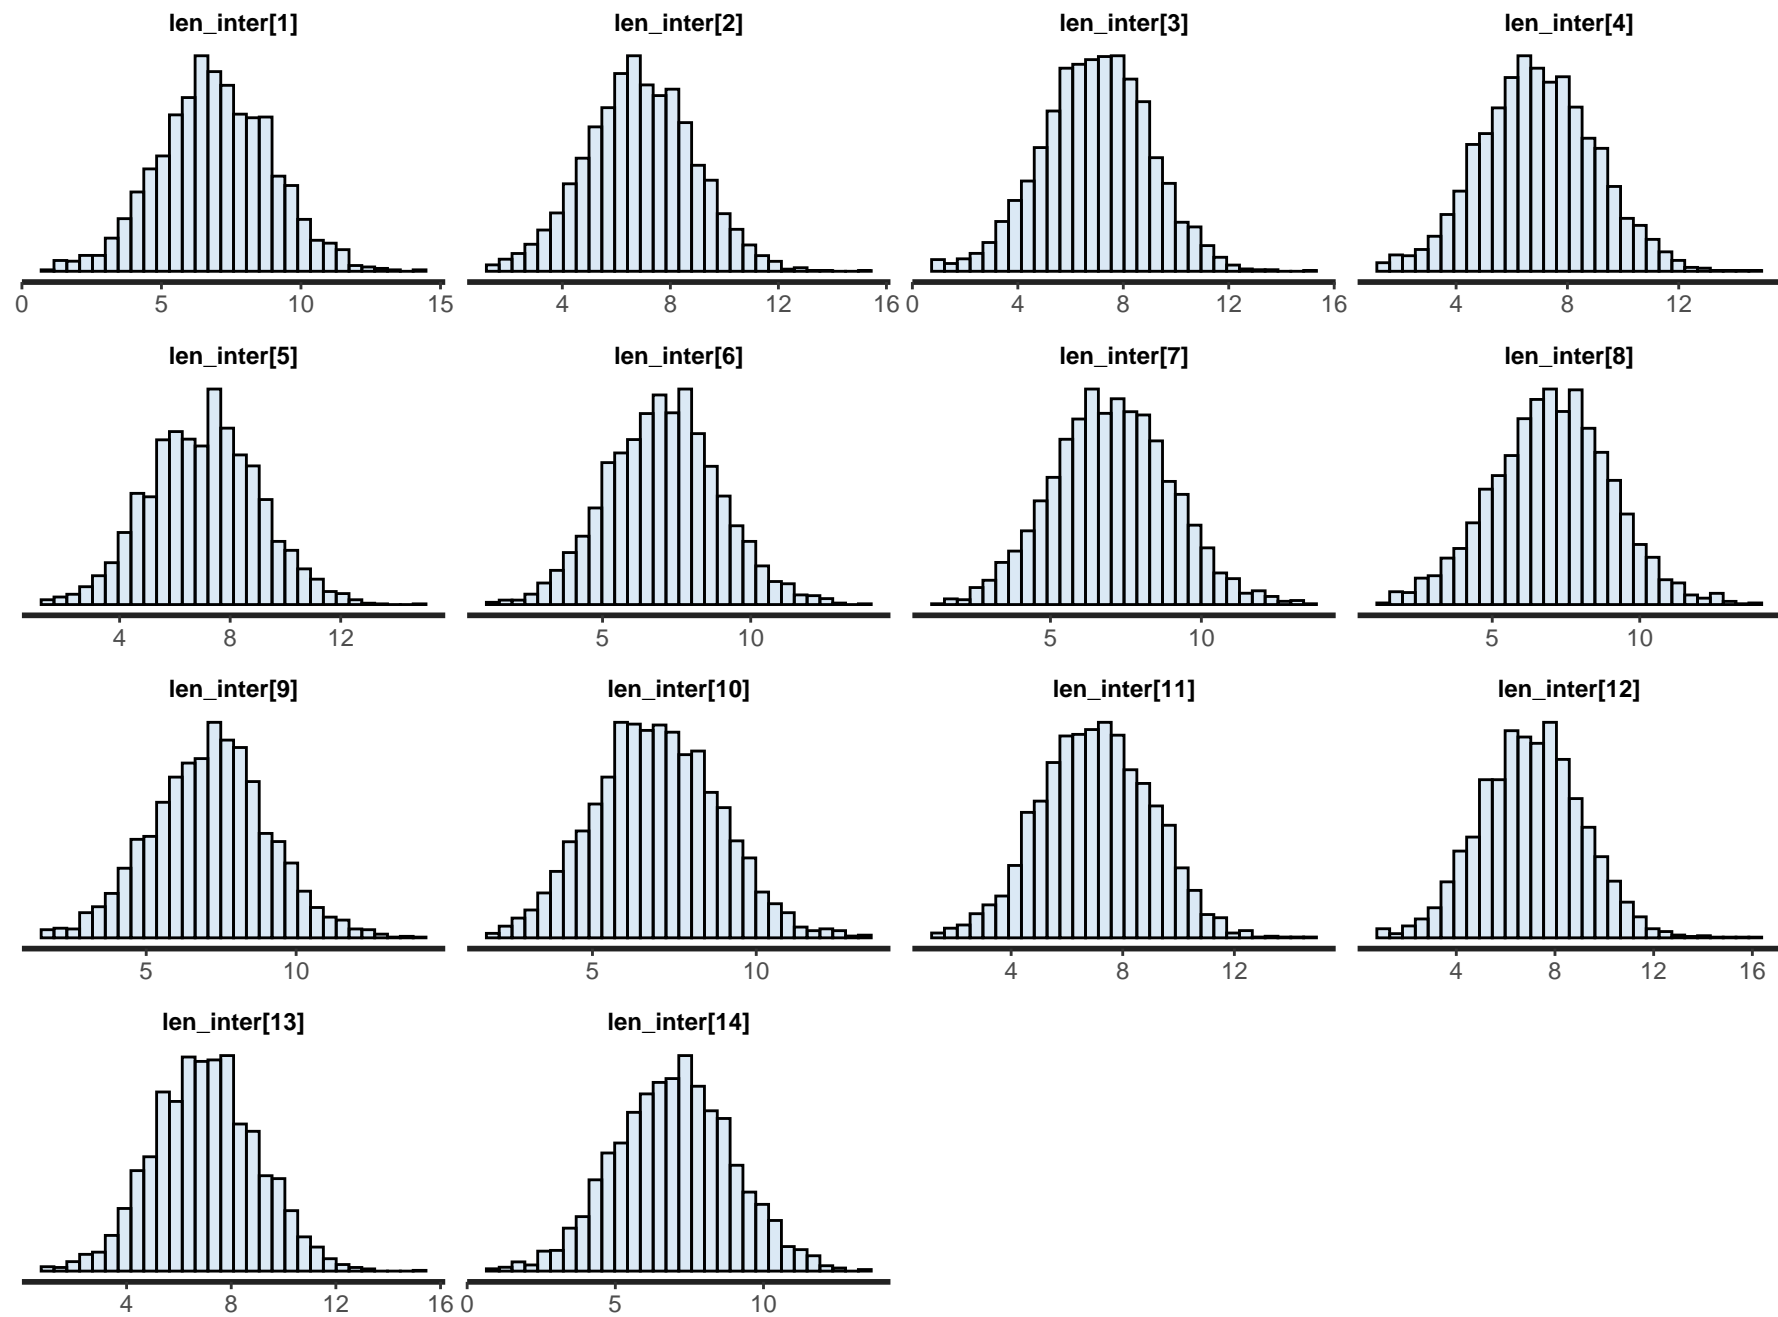 len_inter[1] len_inter[2] len_inter[3] len_inter[4]
0 5 10 15 4 8 12 16 0 4 8 12 16 4 8 12
len_inter[5] len_inter[6] len_inter[7] len_inter[8]
4 8 12 5 10 5 10 5 10
len_inter[9] len_inter[10] len_inter[11] len_inter[12]
5 10 5 10 4 8 12 4 8 12 16
len_inter[13] len_inter[14]
4 8 12 16 0 5 10